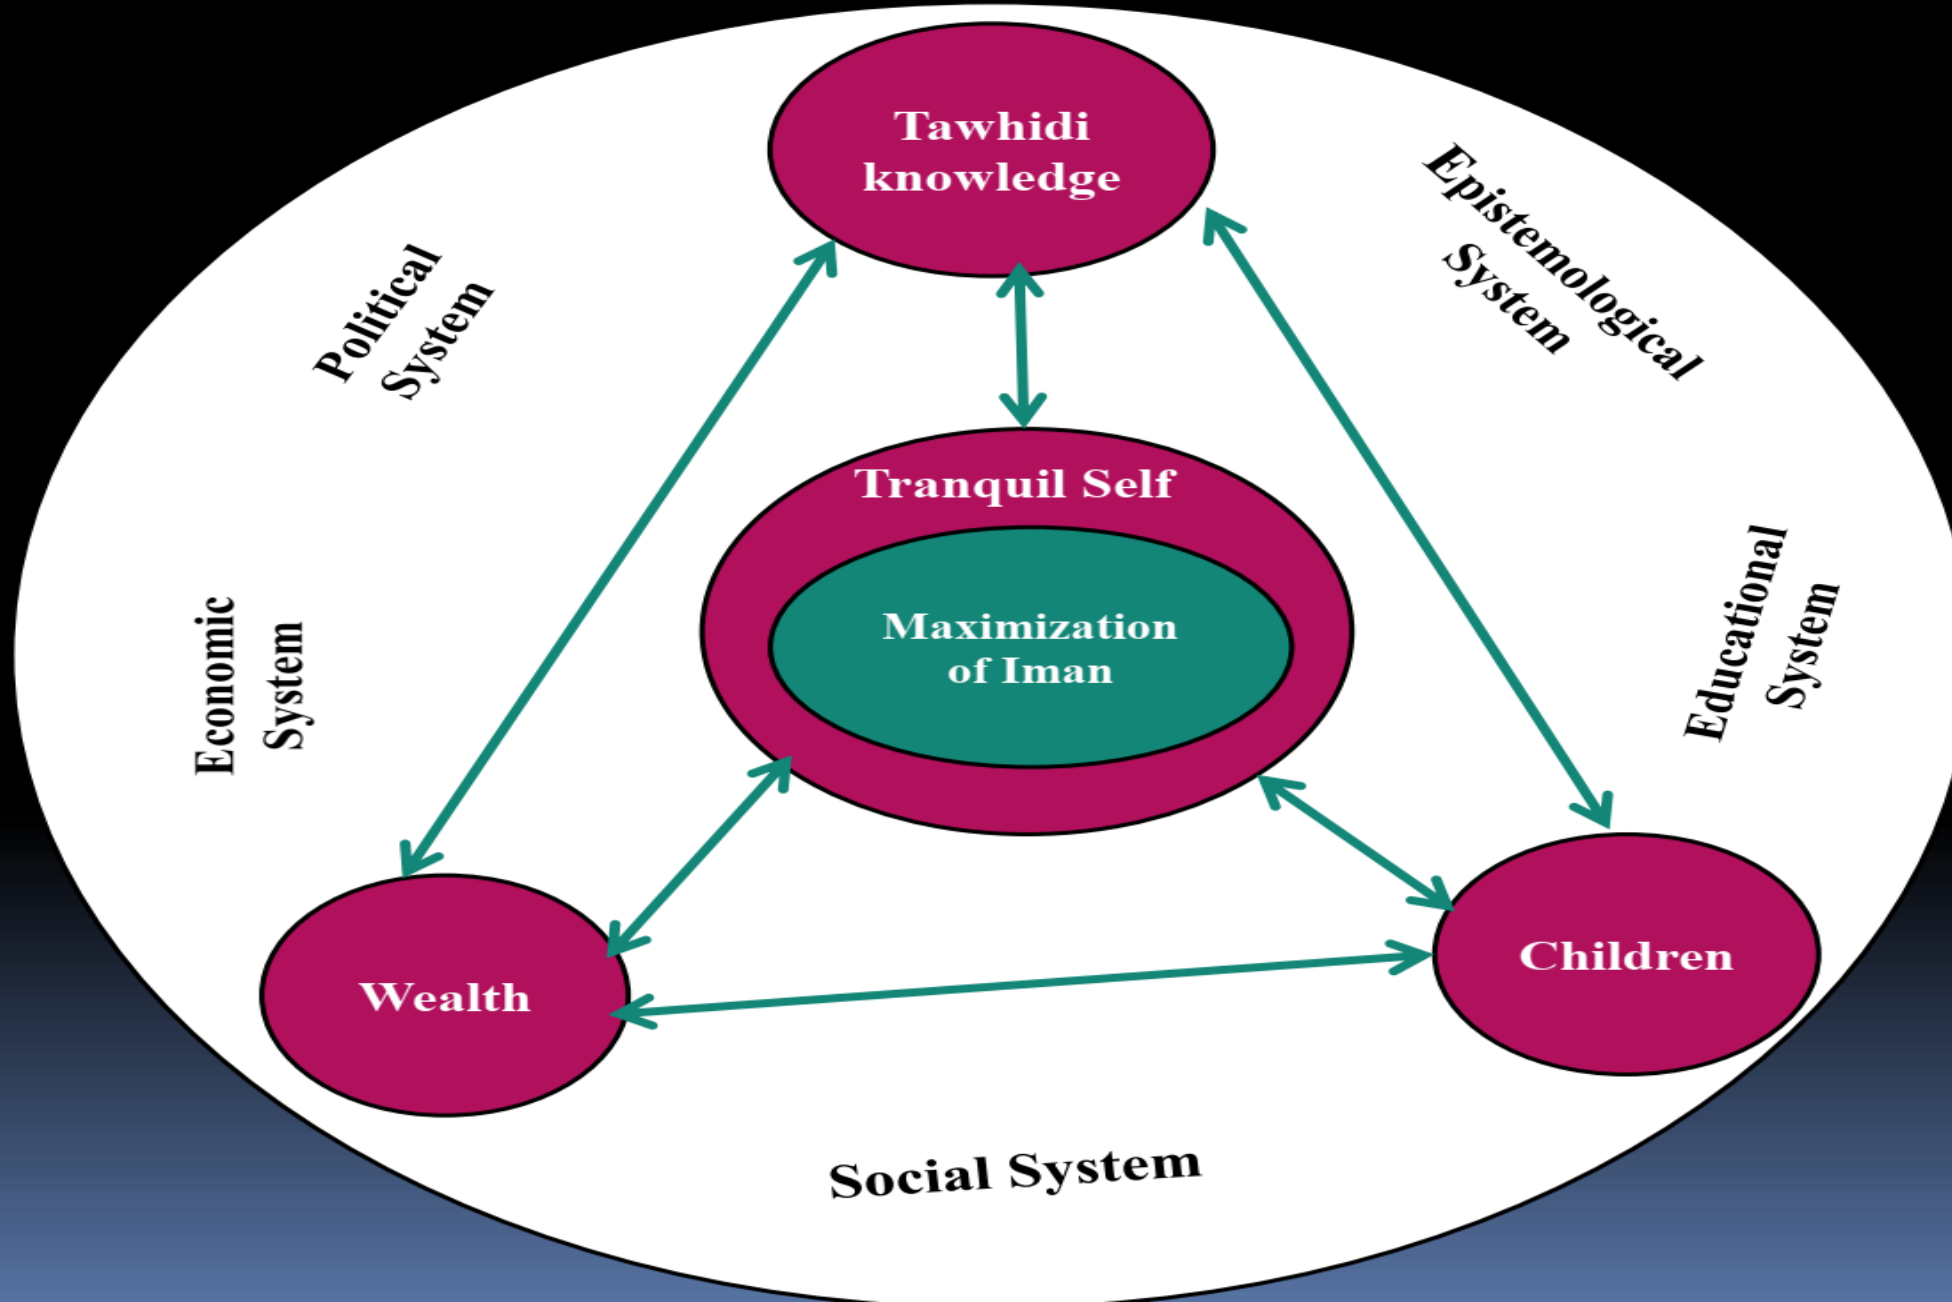 Tawhidi
knowledge
Political
System
Epistemological
System
Tranquil Self
Maximization
of Iman
Economic
System
Educational
System
Wealth
Children
Social System